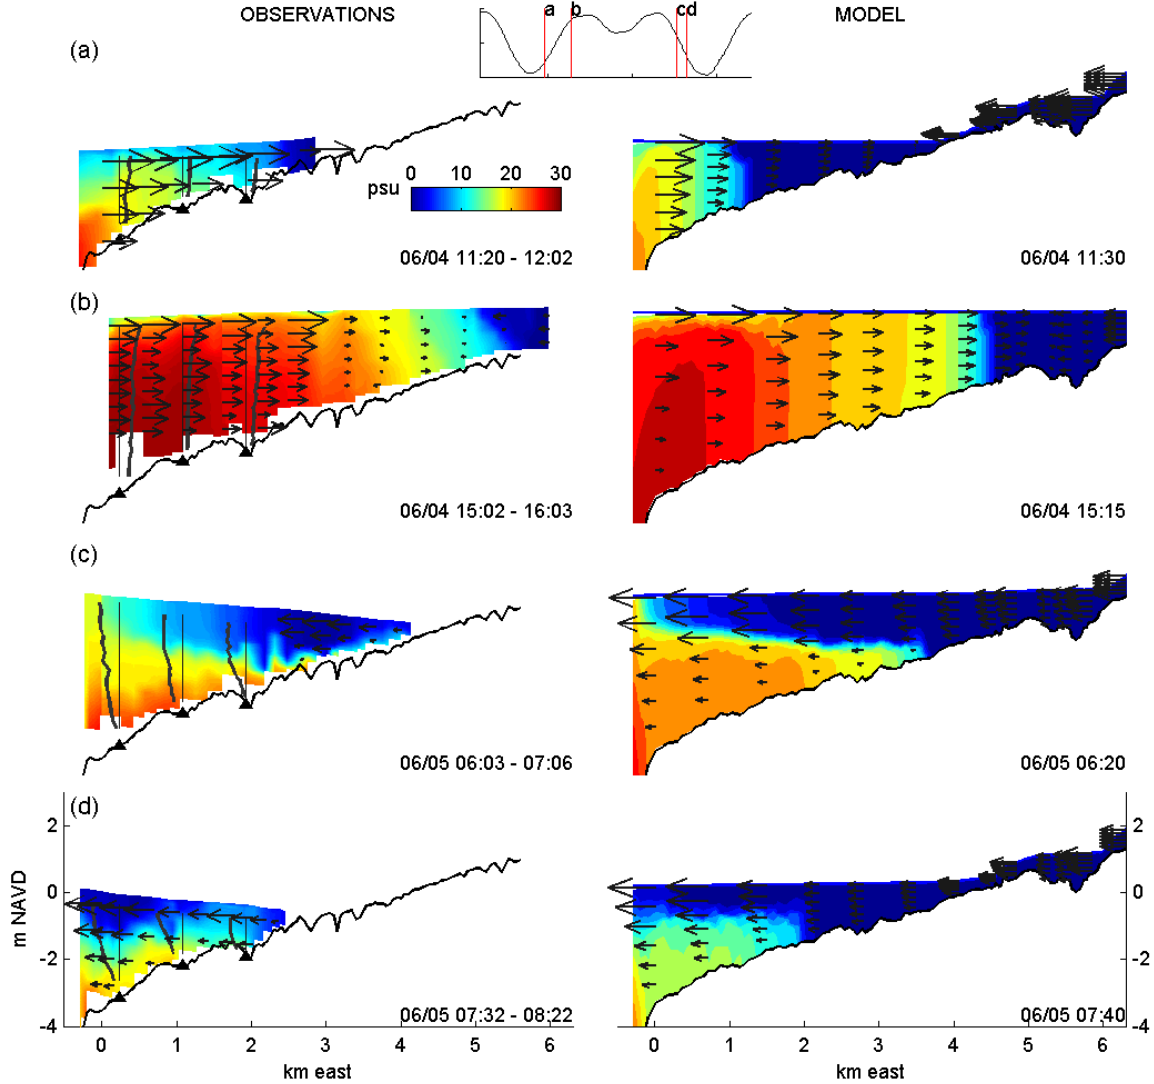 OBSERVATIONS
MODEL
a b cd
(a)
psu
0 10 20 30
06/04 11:20 - 12:02
06/04 11:30
(b)
06/04 15:02 - 16:03
06/04 15:15
(c)
06/05 06:03 - 07:06
06/05 06:20
(d)
2
0
-2
-4
m NAVD
06/05 07:32 - 08:22
06/05 07:40
2
0
-2
-4
0 1 2 3 4 5 6
0 1 2 3 4 5 6
km east
km east